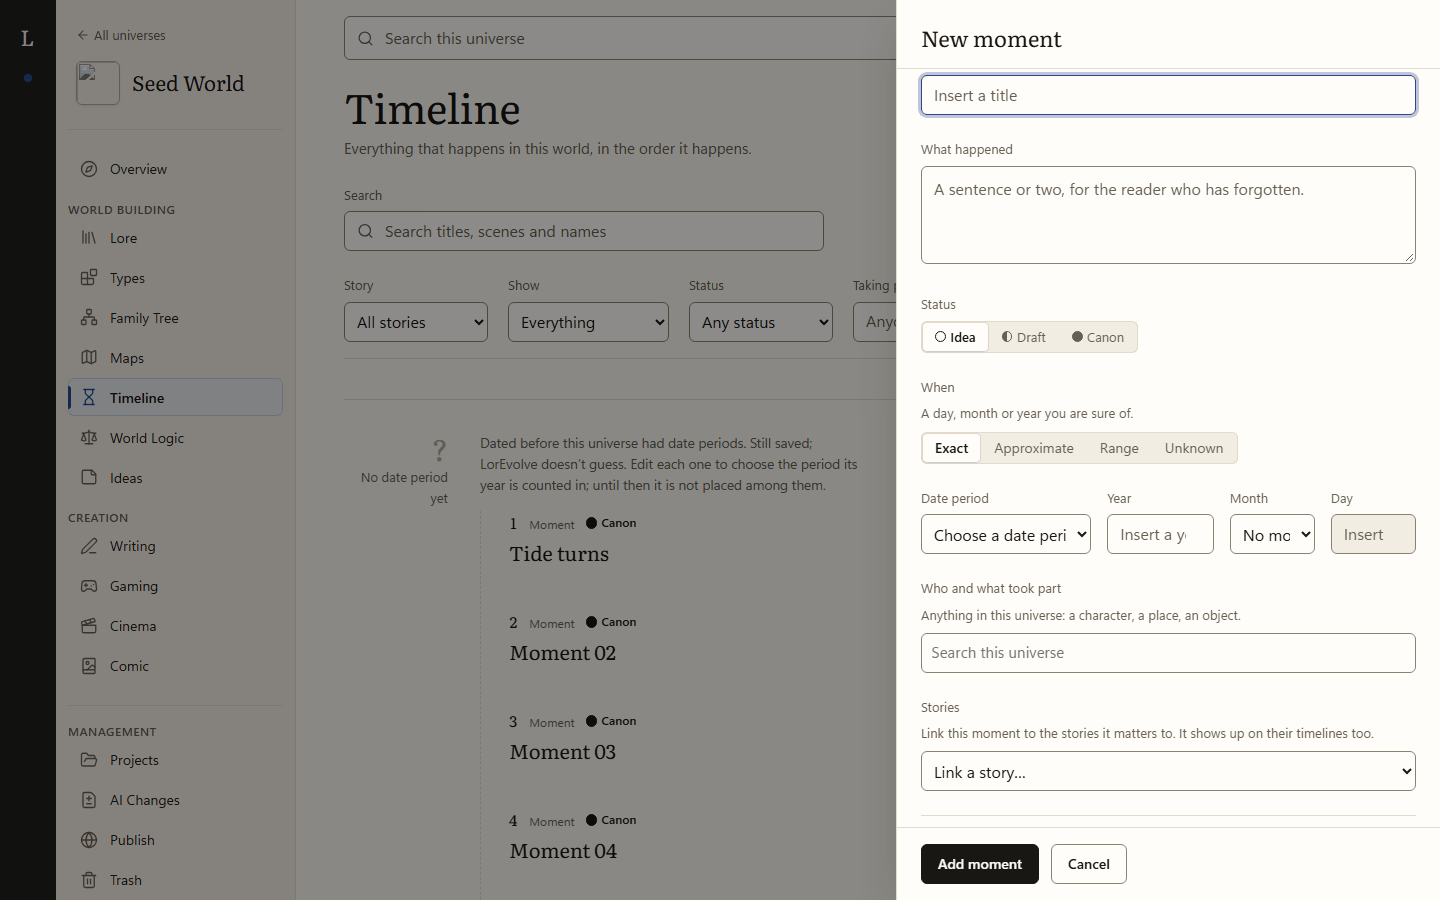 L
All universes
Seed World
Overview
WORLD BUILDING
Lore
Types
Family Tree
Maps
Timeline
World Logic
Ideas
CREATION
Writing
Gaming
Cinema
Comic
MANAGEMENT
Projects
AI Changes
Publish
Trash
Search this universe
Timeline
Everything that happens in this world, in the order it happens.
Search
Search titles, scenes and names
Story
Show
Status
Taking
All stories
Everything
Any status
?
No date period
yet
Dated before this universe had date periods. Still saved;
LorEvolve doesn't guess. Edit each one to choose the period its
year is counted in; until then it is not placed among them.
1 Moment Canon
Tide turns
2 Moment Canon
Moment 02
3 Moment Canon
Moment 03
4 Moment Canon
Moment 04
New moment
Insert a title
What happened
A sentence or two, for the reader who has forgotten.
Status
Idea Draft Canon
When
A day, month or year you are sure of.
Exact Approximate Range Unknown
Date period Year Month Day
Choose a date peri Insert a y No mo Insert
Who and what took part
Anything in this universe: a character, a place, an object.
Search this universe
Stories
Link this moment to the stories it matters to. It shows up on their timelines too.
Link a story...
Add moment Cancel